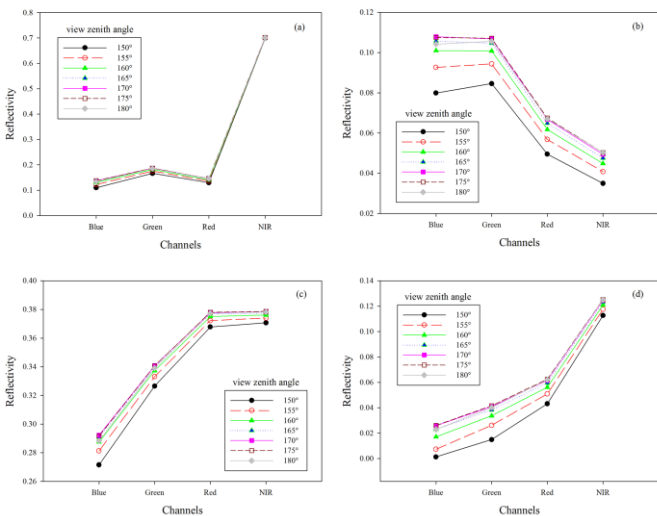 (a)
0.8
0.7
0.6
0.5
0.4
0.3
0.2
0.1
0.0
Reflectivity
view zenith angle
150°
155°
160°
165°
170°
175°
180°
Blue Green Red NIR
Channels
(b)
0.12
0.10
0.08
0.06
0.04
0.02
Reflectivity
view zenith angle
150°
155°
160°
165°
170°
175°
180°
Blue Green Red NIR
Channels
(c)
0.40
0.38
0.36
0.34
0.32
0.30
0.28
0.26
Reflectivity
view zenith angle
150°
155°
160°
165°
170°
175°
180°
Blue Green Red NIR
Channels
(d)
0.14
0.12
0.10
0.08
0.06
0.04
0.02
0.00
Reflectivity
view zenith angle
150°
155°
160°
165°
170°
175°
180°
Blue Green Red NIR
Channels